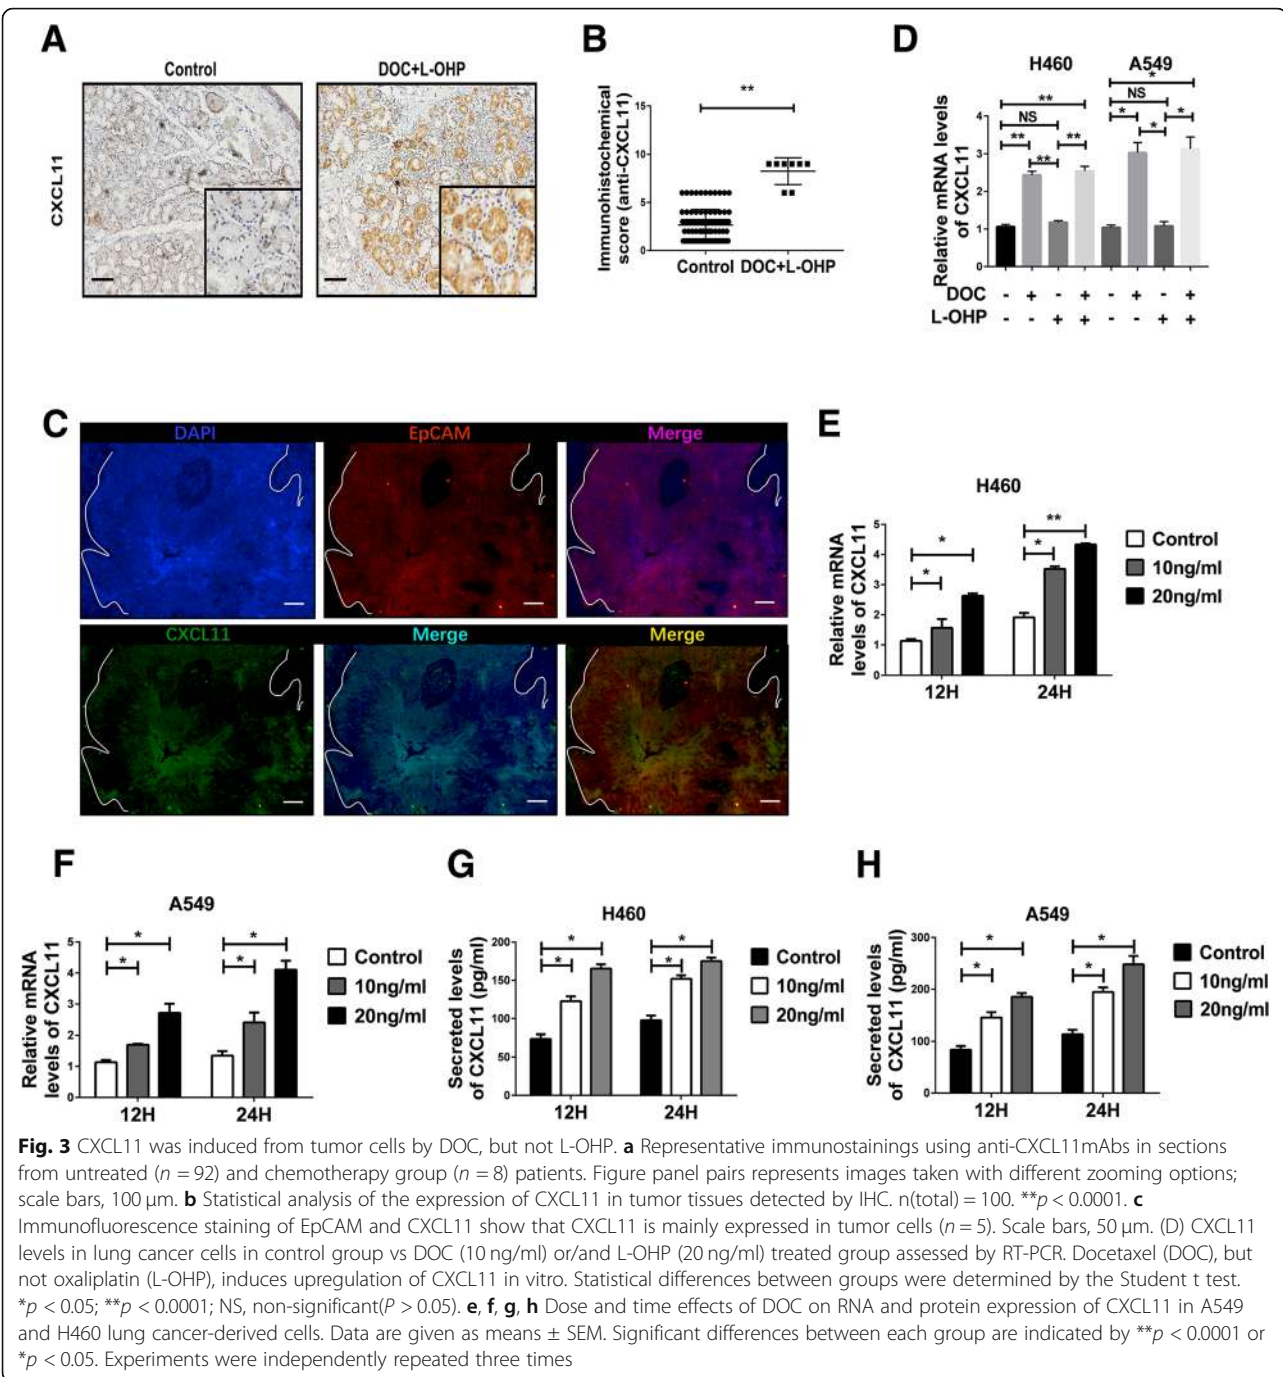 A
Control
DOC+L-OHP
CXCL11
B
**
Immunohistochemical
score (anti-CXCL11)
15
10
5
0
Control DOC+L-OHP
D
H460 A549
*
** NS
NS * *
** ** *
**
Relative mRNA levels
of CXCL11
4
3
2
1
0
DOC - + - + - + - +
L-OHP - - + + - - + +
C
DAPI EpCAM Merge
CXCL11 Merge Merge
E
H460
Relative mRNA
levels of CXCL11
5
4
3
2
1
0
* *
* **
12H 24H
Control
10ng/ml
20ng/ml
F
A549
Relative mRNA
levels of CXCL11
5
4
3
2
1
0
* *
* *
12H 24H
Control
10ng/ml
20ng/ml
G
H460
Secreted levels
of CXCL11 (pg/ml)
200
150
100
50
0
* *
* *
12H 24H
Control
10ng/ml
20ng/ml
H
A549
Secreted levels
of CXCL11 (pg/ml)
300
200
100
0
* *
* *
12H 24H
Control
10ng/ml
20ng/ml
Fig. 3 CXCL11 was induced from tumor cells by DOC, but not L-OHP. a Representative immunostainings using anti-CXCL11mAbs in sections
from untreated (n = 92) and chemotherapy group (n = 8) patients. Figure panel pairs represents images taken with different zooming options;
scale bars, 100 μm. b Statistical analysis of the expression of CXCL11 in tumor tissues detected by IHC. n(total) = 100. **p < 0.0001. c
Immunofluorescence staining of EpCAM and CXCL11 show that CXCL11 is mainly expressed in tumor cells (n = 5). Scale bars, 50 μm. (D) CXCL11
levels in lung cancer cells in control group vs DOC (10 ng/ml) or/and L-OHP (20 ng/ml) treated group assessed by RT-PCR. Docetaxel (DOC), but
not oxaliplatin (L-OHP), induces upregulation of CXCL11 in vitro. Statistical differences between groups were determined by the Student t test.
*p < 0.05; **p < 0.0001; NS, non-significant(P > 0.05). e, f, g, h Dose and time effects of DOC on RNA and protein expression of CXCL11 in A549
and H460 lung cancer-derived cells. Data are given as means ± SEM. Significant differences between each group are indicated by **p < 0.0001 or
*p < 0.05. Experiments were independently repeated three times